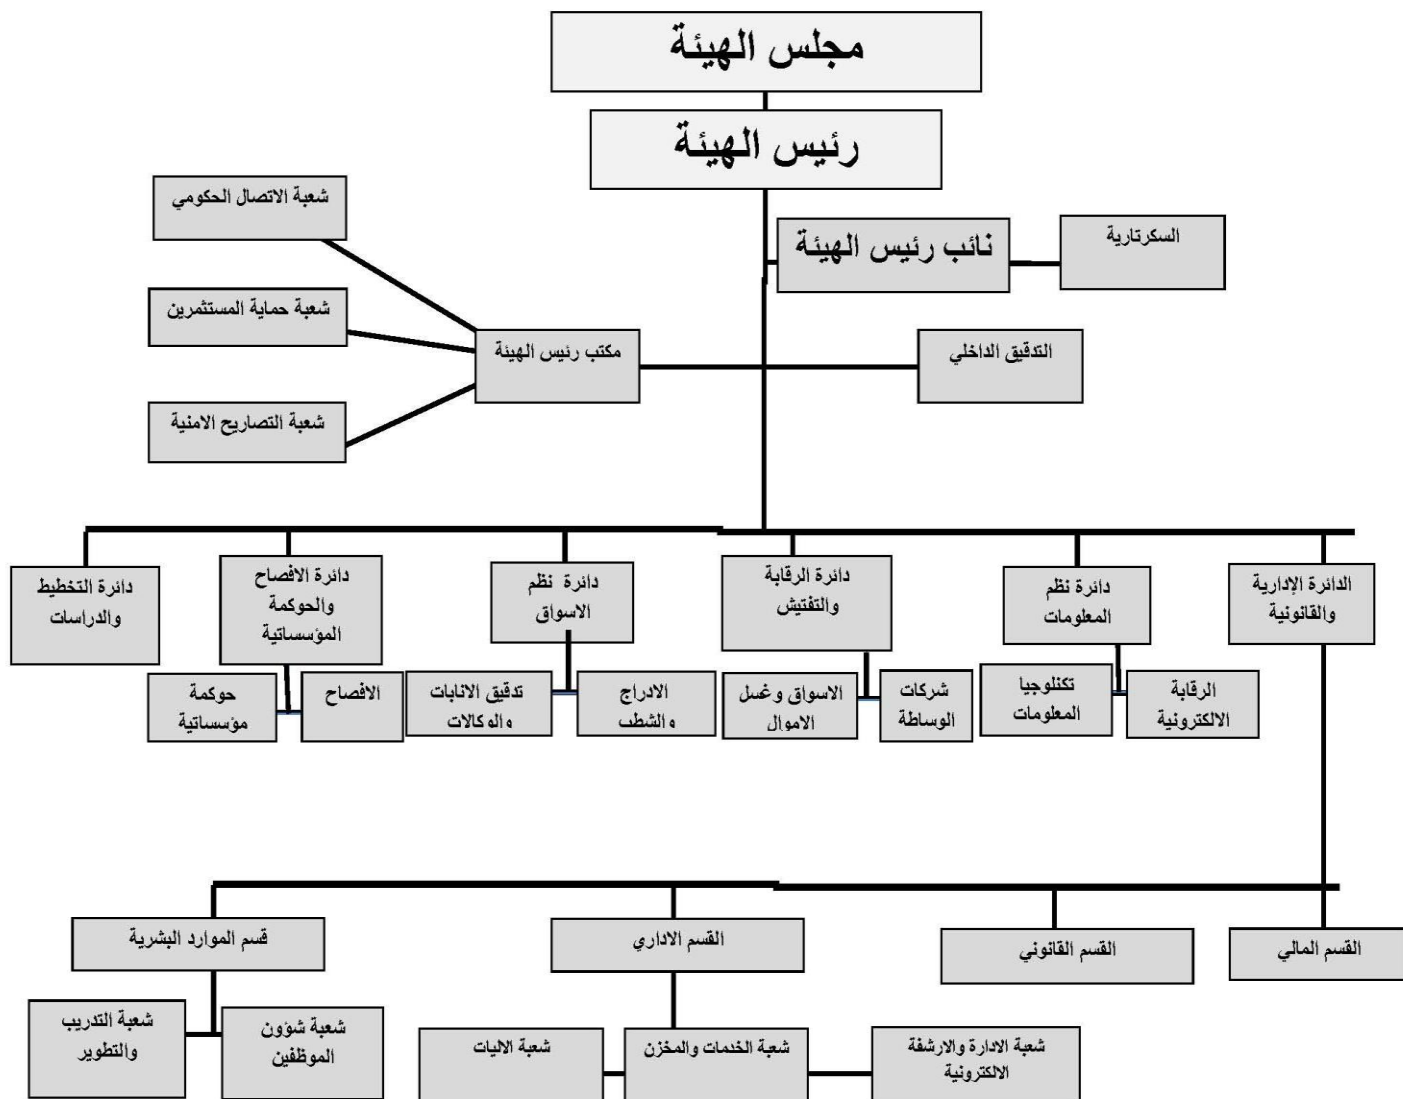 مجلس الهيئة
رئيس الهيئة
نائب رئيس الهيئة
السكرتارية
شعبة الاتصال الحكومي
شعبة حماية المستثمرين
شعبة التصاريح الامنية
مكتب رئيس الهيئة
التدقيق الداخلي
الدائرة الإدارية
والقانونية
دائرة نظم
المعلومات
دائرة الرقابة
والتفتيش
دائرة نظم
الاسواق
دائرة الافصاح
والحوكمة
المؤسساتية
دائرة التخطيط
والدراسات
الرقابة
الالكترونية
تكنلوجيا
المعلومات
شركات
الوساطة
الاسواق وغسل
الاموال
الادراج
والشطب
تدقيق الانابات
والوكالات
الافصاح
حوكمة
مؤسساتية
القسم المالي
القسم القانوني
القسم الاداري
قسم الموارد البشرية
شعبة الادارة والارشفة
الالكترونية
شعبة الخدمات والمخزن
شعبة الاليات
شعبة شؤون
الموظفين
شعبة التدريب
والتطوير